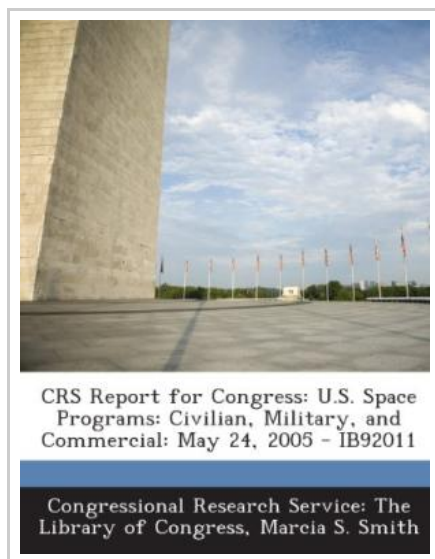 CRS Report for Congress: U.S. Space
Programs: Civilian, Military, and
Commercial: May 24, 2005 - IB92011
Congressional Research Service: The
Library of Congress, Marcia S. Smith